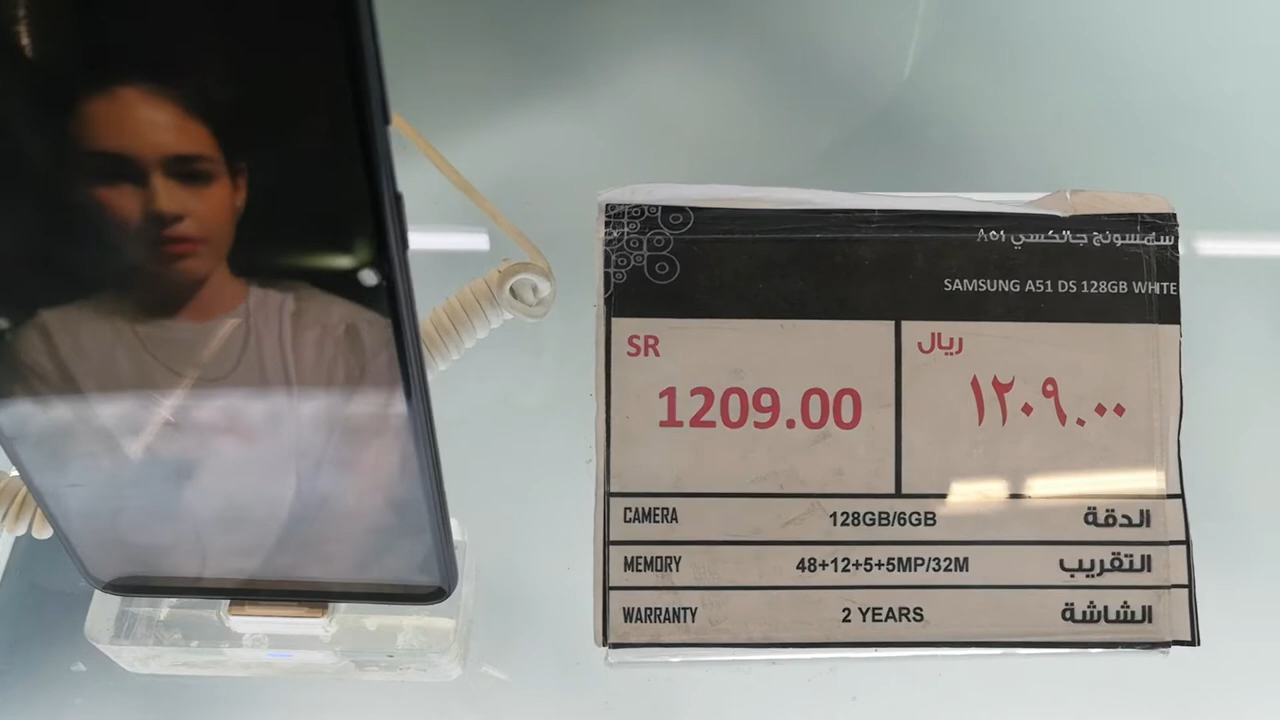 سامسونج جالكسي A٥١
SAMSUNG A51 DS 128GB WHITE
SR
1209.00
ريال
١٢٠٩.٠٠
CAMERA 128GB/6GB الدقة
MEMORY 48+12+5+5MP/32M التقريب
WARRANTY 2 YEARS الشاشة